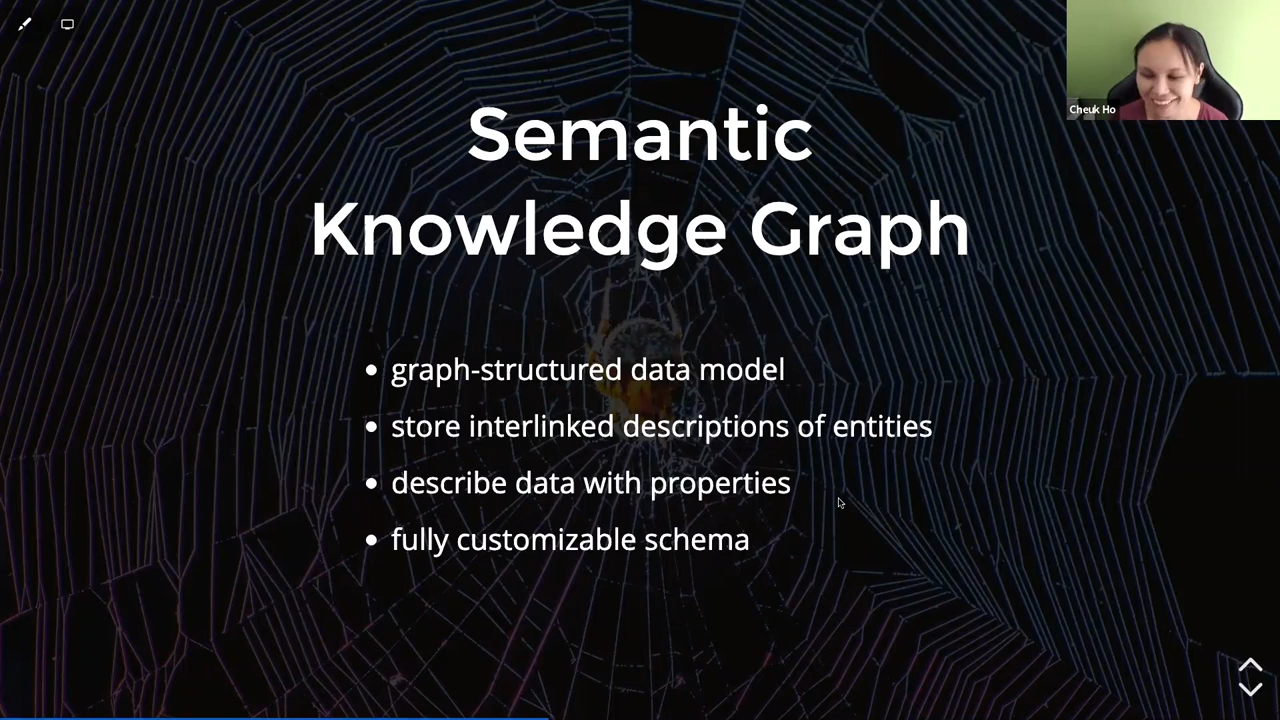 Cheuk Ho
Semantic
Knowledge Graph
graph-structured data model
store interlinked descriptions of entities
describe data with properties
fully customizable schema